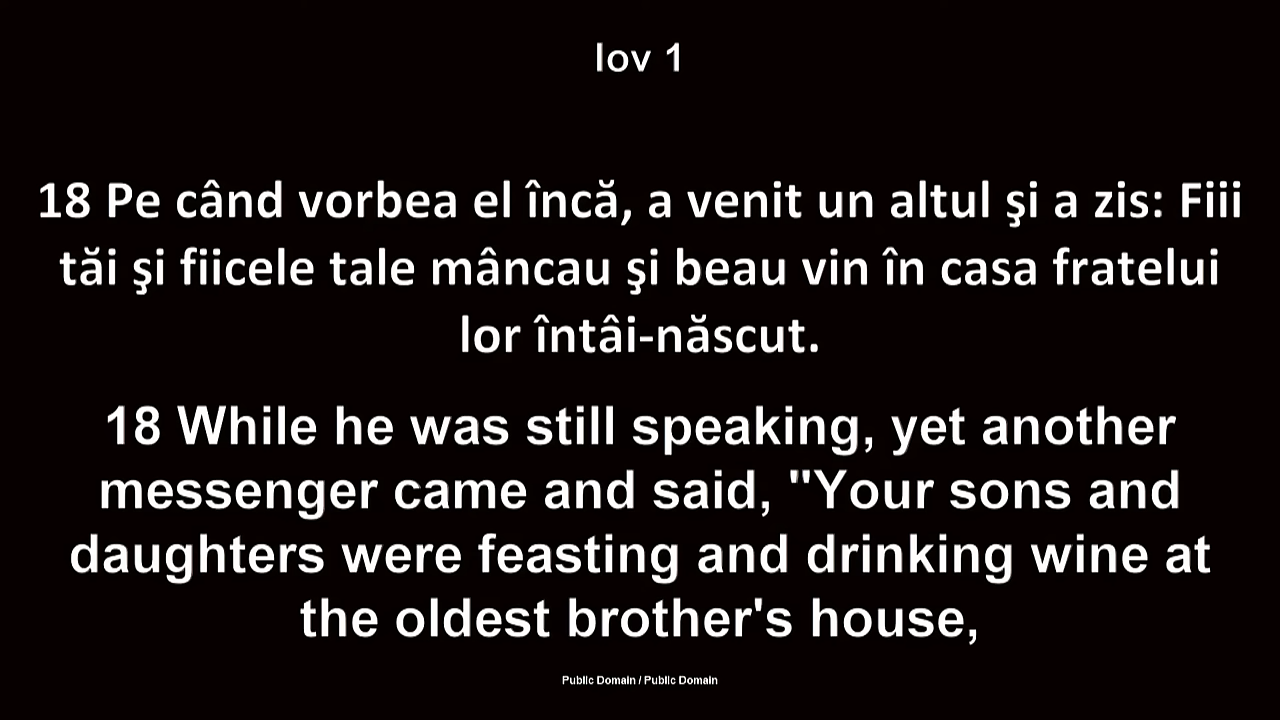 Iov 1
18 Pe când vorbea el încă, a venit un altul şi a zis: Fiii
tăi şi fiicele tale mâncau şi beau vin în casa fratelui
lor întâi-născut.
18 While he was still speaking, yet another
messenger came and said, "Your sons and
daughters were feasting and drinking wine at
the oldest brother's house,
Public Domain / Public Domain